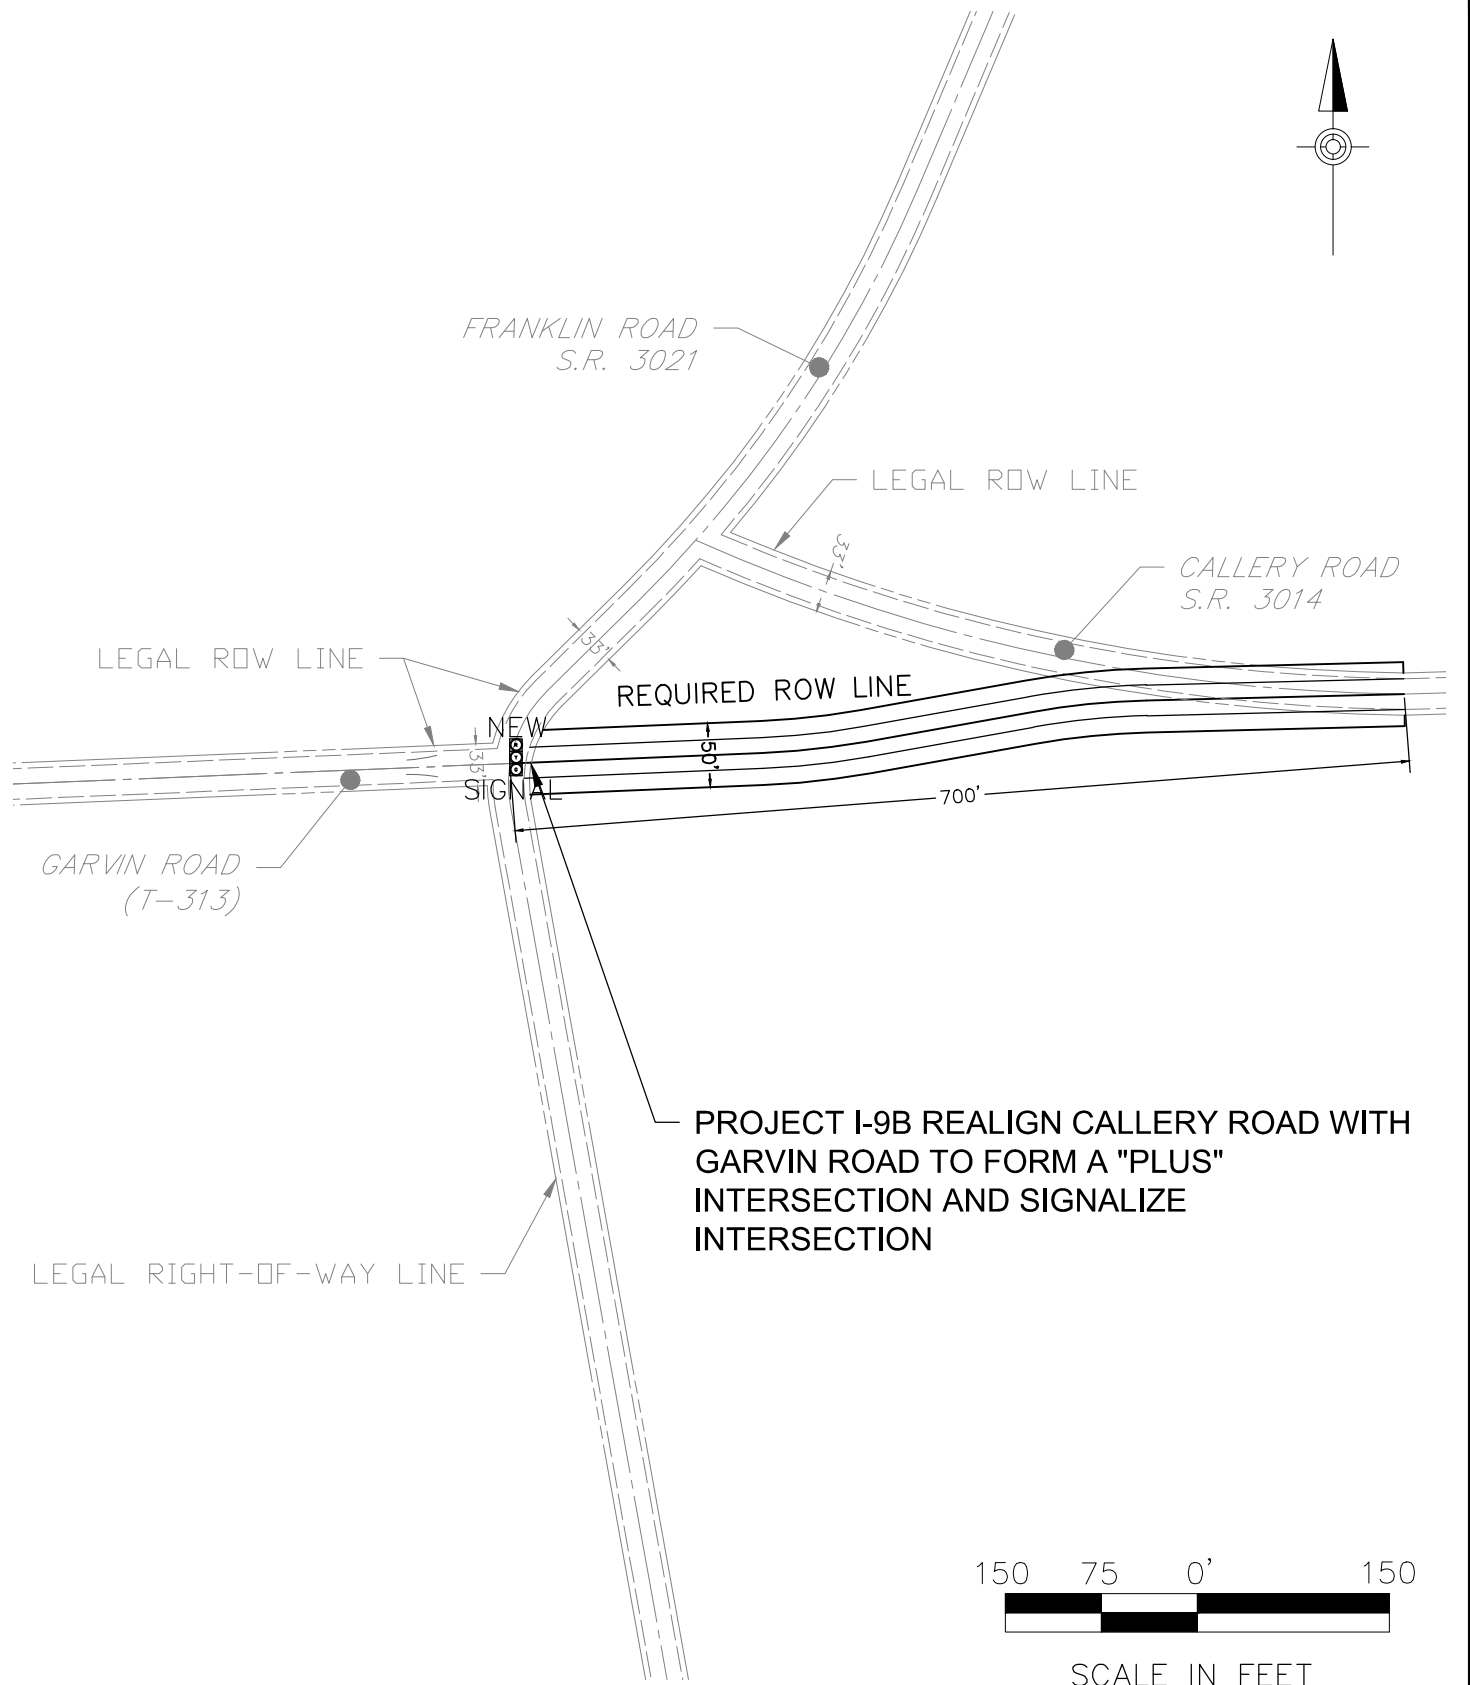 FRANKLIN ROAD
S.R. 3021
LEGAL ROW LINE
33'
CALLERY ROAD
S.R. 3014
33'
LEGAL ROW LINE
REQUIRED ROW LINE
NEW
SIGNAL
33'
50'
700'
GARVIN ROAD
(T-313)
PROJECT I-9B REALIGN CALLERY ROAD WITH
GARVIN ROAD TO FORM A "PLUS"
INTERSECTION AND SIGNALIZE
INTERSECTION
LEGAL RIGHT-OF-WAY LINE
150 75 0' 150
SCALE IN FEET